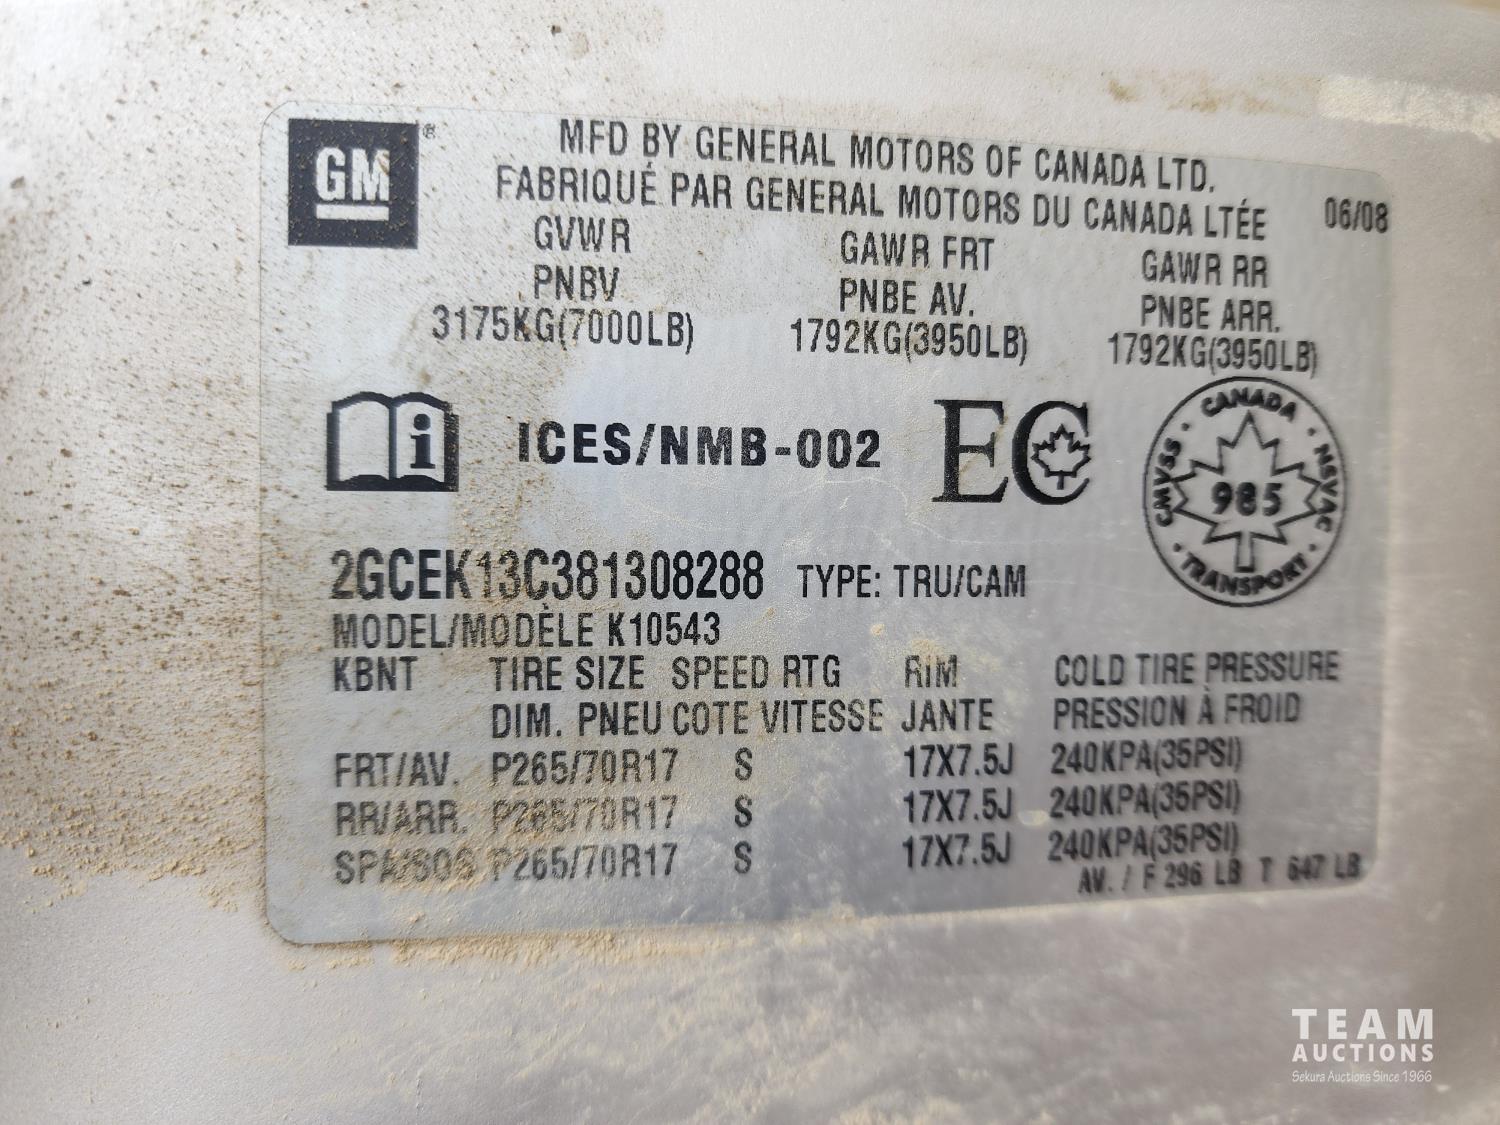 GM®
MFD BY GENERAL MOTORS OF CANADA LTD.
FABRIQUÉ PAR GENERAL MOTORS DU CANADA LTÉE 06/08
GVWR GAWR FRT GAWR RR
PNBV PNBE AV. PNBE ARR.
3175KG(7000LB) 1792KG(3950LB) 1792KG(3950LB)
i ICES/NMB-002 EC
CANADA · NSVAC · TRANSPORT · CMVSS ·
985
2GCEK13C381308288 TYPE: TRU/CAM
MODEL/MODÈLE K10543
KBNT TIRE SIZE SPEED RTG RIM COLD TIRE PRESSURE
DIM. PNEU COTE VITESSE JANTE PRESSION À FROID
FRT/AV. P265/70R17 S 17X7.5J 240KPA(35PSI)
RR/ARR. P265/70R17 S 17X7.5J 240KPA(35PSI)
SPA/SOS P265/70R17 S 17X7.5J 240KPA(35PSI)
AV. / F 296 LB T 647 LB
TEAM
AUCTIONS
Sekura Auctions Since 1966